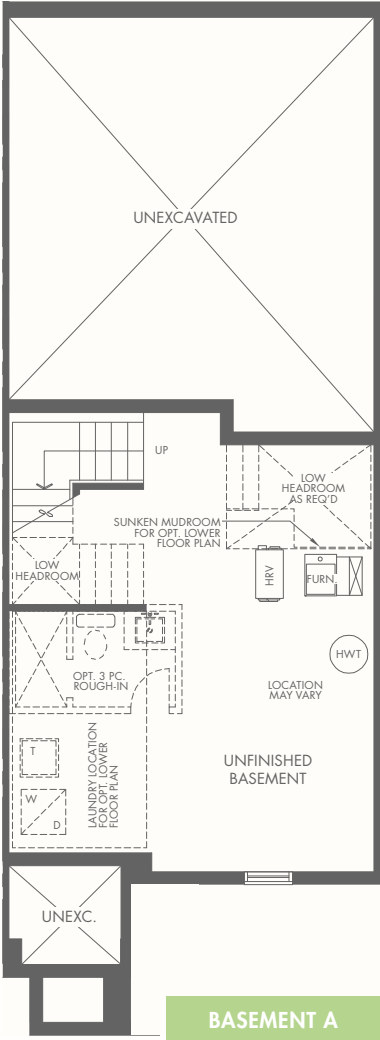 UNEXCAVATED
UP
LOW
HEADROOM
AS REQ'D
SUNKEN MUDROOM
FOR OPT. LOWER
FLOOR PLAN
LOW
HEADROOM
HRV
FURN.
HWT
OPT. 3 PC.
ROUGH-IN
LOCATION
MAY VARY
T
W
D
LAUNDRY LOCATION
FOR OPT. LOWER
FLOOR PLAN
UNFINISHED
BASEMENT
UNEXC.
BASEMENT A